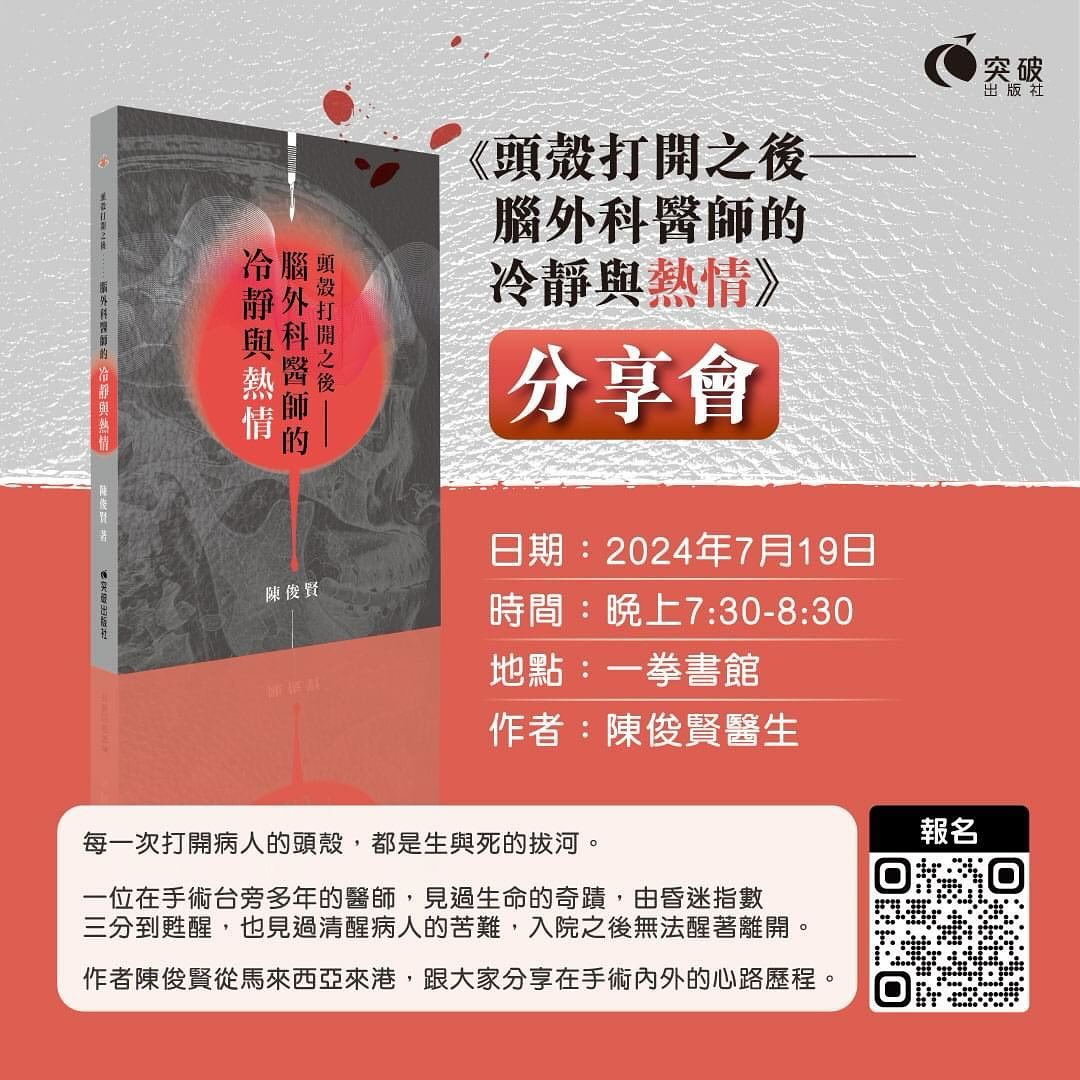 突破
出版社
《頭殼打開之後——
腦外科醫師的
冷靜與熱情》
分享會
頭殼打開之後——
腦外科醫師的
冷靜與熱情
陳俊賢
頭殼打開之後……腦外科醫師的冷靜與熱情
陳俊賢 著
突破出版社
日期：2024年7月19日
時間：晚上7:30-8:30
地點：一拳書館
作者：陳俊賢醫生
每一次打開病人的頭殼，都是生與死的拔河。
一位在手術台旁多年的醫師，見過生命的奇蹟，由昏迷指數
三分到甦醒，也見過清醒病人的苦難，入院之後無法醒著離開。
作者陳俊賢從馬來西亞來港，跟大家分享在手術內外的心路歷程。
報名